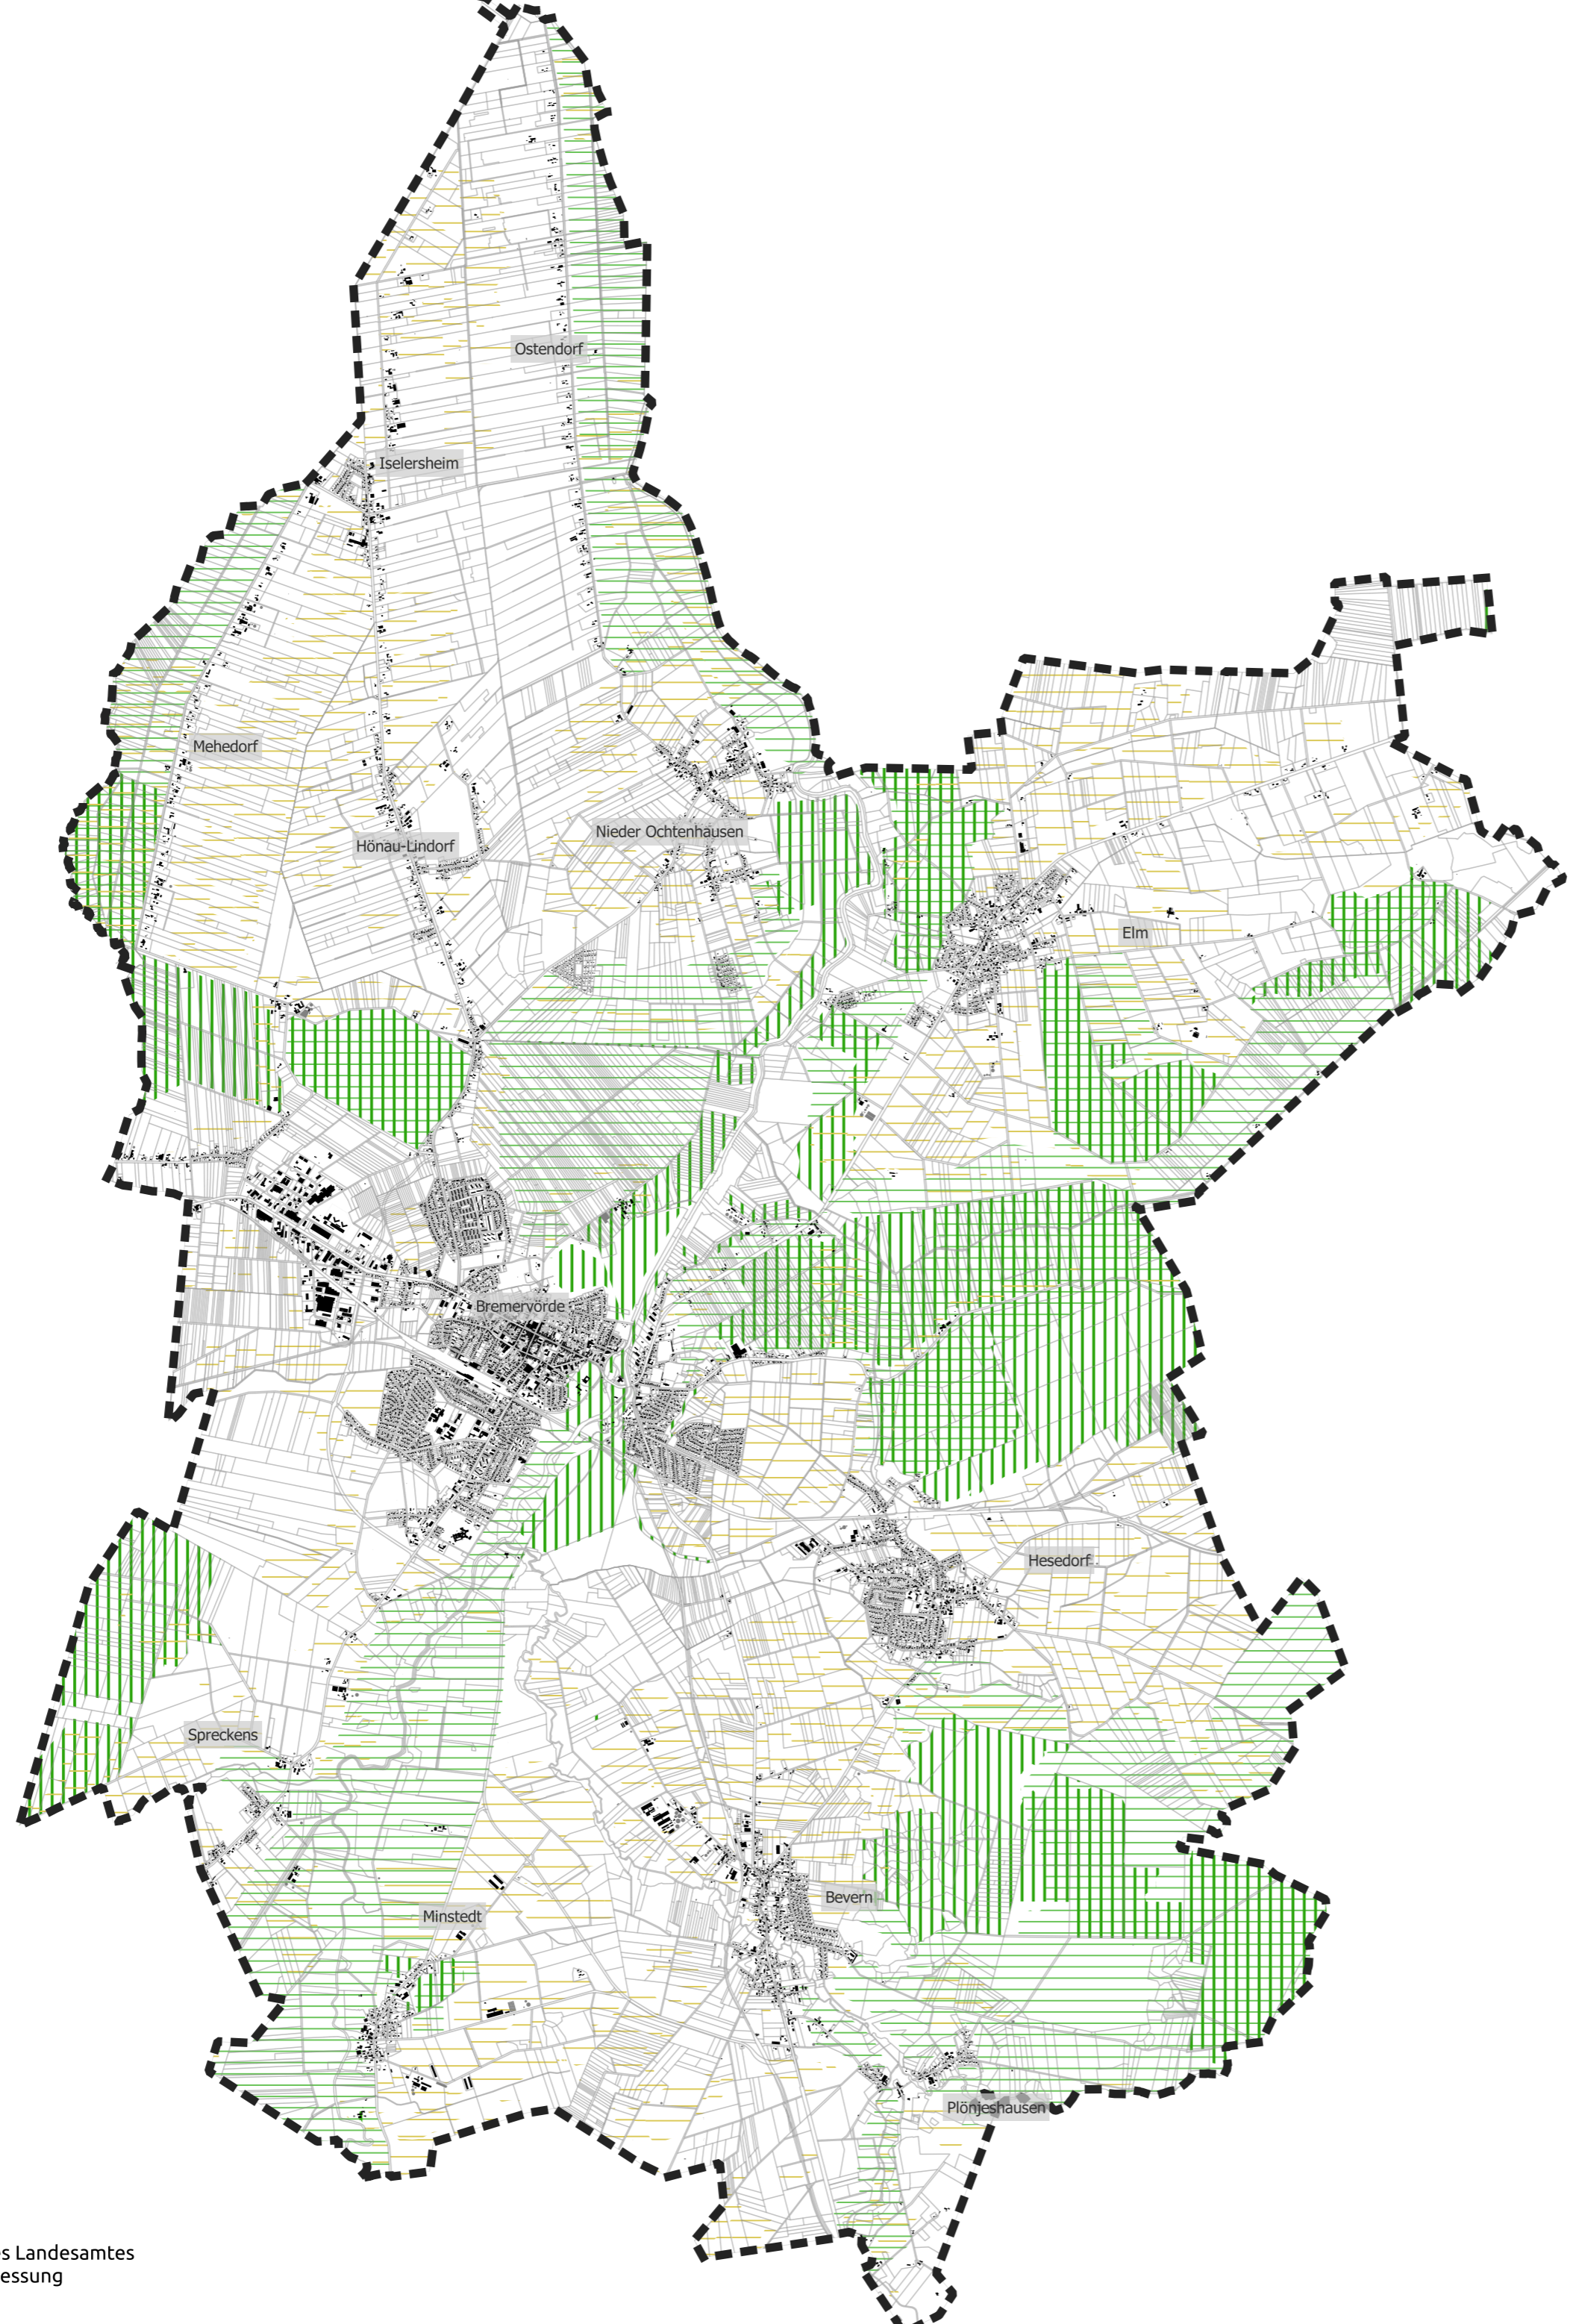 Ostendorf
Iselersheim
Mehedorf
Nieder Ochtenhausen
Hönau-Lindorf
Elm
Bremervörde
Hesedorf
Spreckens
Bevern
Minstedt
Plönjeshausen
s Landesamtes
essung